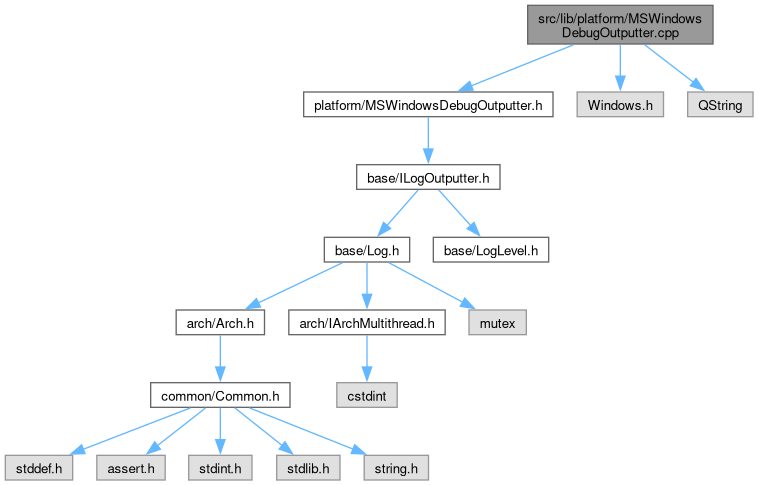 src/lib/platform/MSWindows
DebugOutputter.cpp
platform/MSWindowsDebugOutputter.h
Windows.h
QString
base/ILogOutputter.h
base/Log.h
base/LogLevel.h
arch/Arch.h
arch/IArchMultithread.h
mutex
common/Common.h
cstdint
stddef.h
assert.h
stdint.h
stdlib.h
string.h